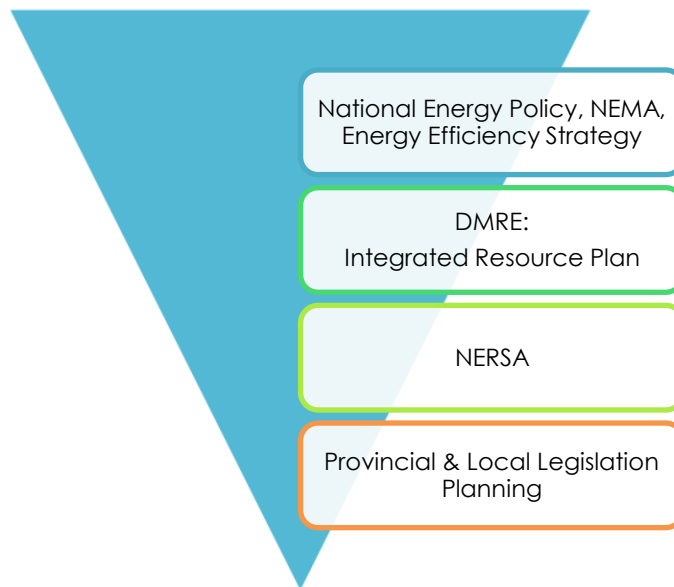 National Energy Policy, NEMA,
Energy Efficiency Strategy
DMRE:
Integrated Resource Plan
NERSA
Provincial & Local Legislation
Planning